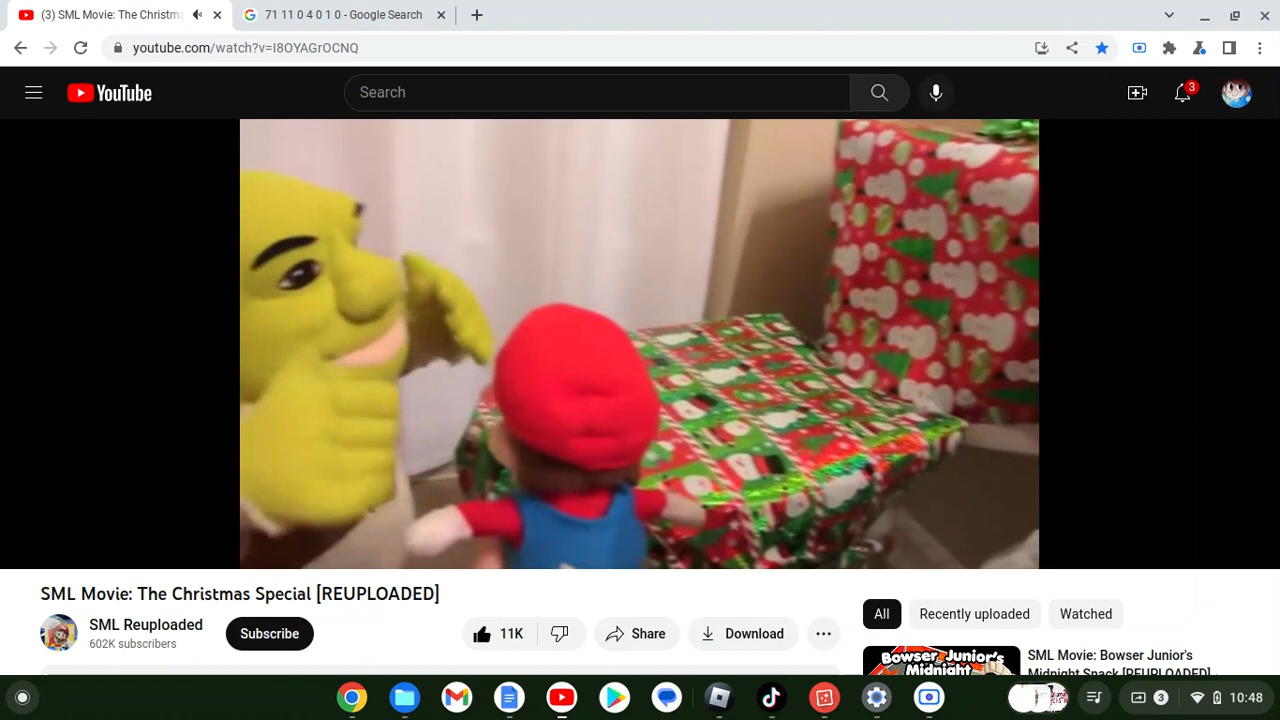 (3) SML Movie: The Christma
71 11 0 4 0 1 0 - Google Search
youtube.com/watch?v=I8OYAGrOCNQ
YouTube
Search
3
SML Movie: The Christmas Special [REUPLOADED]
SML Reuploaded
602K subscribers
Subscribe
11K
Share
Download
All
Recently uploaded
Watched
Bowser Junior's
Midnight
SML Movie: Bowser Junior's
Midnight Snack [REUPLOADED]
3
10:48